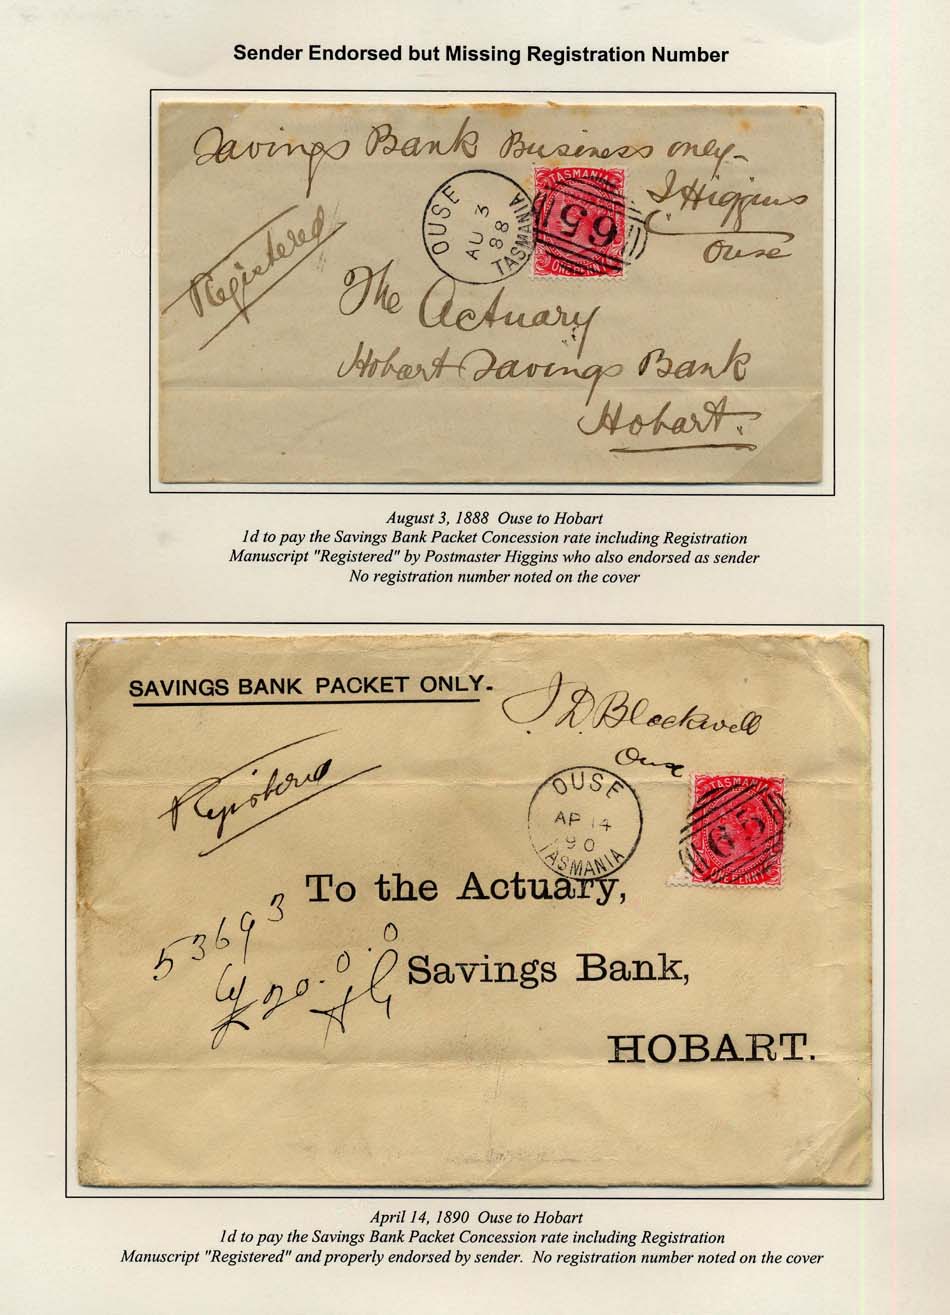 Sender Endorsed but Missing Registration Number
Savings Bank Business only-
J Higgins
Ouse
Registered
OUSE
AU 3
88
TASMANIA
TASMANIA
65
ONE PENNY
The Actuary
Hobart Savings Bank
Hobart.
August 3, 1888 Ouse to Hobart
1d to pay the Savings Bank Packet Concession rate including Registration
Manuscript "Registered" by Postmaster Higgins who also endorsed as sender
No registration number noted on the cover
SAVINGS BANK PACKET ONLY.
J. D. Blackwell
Ouse
Registered
OUSE
AP 14
90
TASMANIA
TASMANIA
65
ONE PENNY
To the Actuary,
53693
20.0.0
Savings Bank,
HOBART.
April 14, 1890 Ouse to Hobart
1d to pay the Savings Bank Packet Concession rate including Registration
Manuscript "Registered" and properly endorsed by sender. No registration number noted on the cover